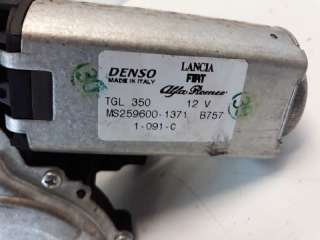 DENSO
MADE IN ITALY
LANCIA
FIAT
Alfa Romeo
TGL 350 12 V
MS259600-1371 B757
1-091-C